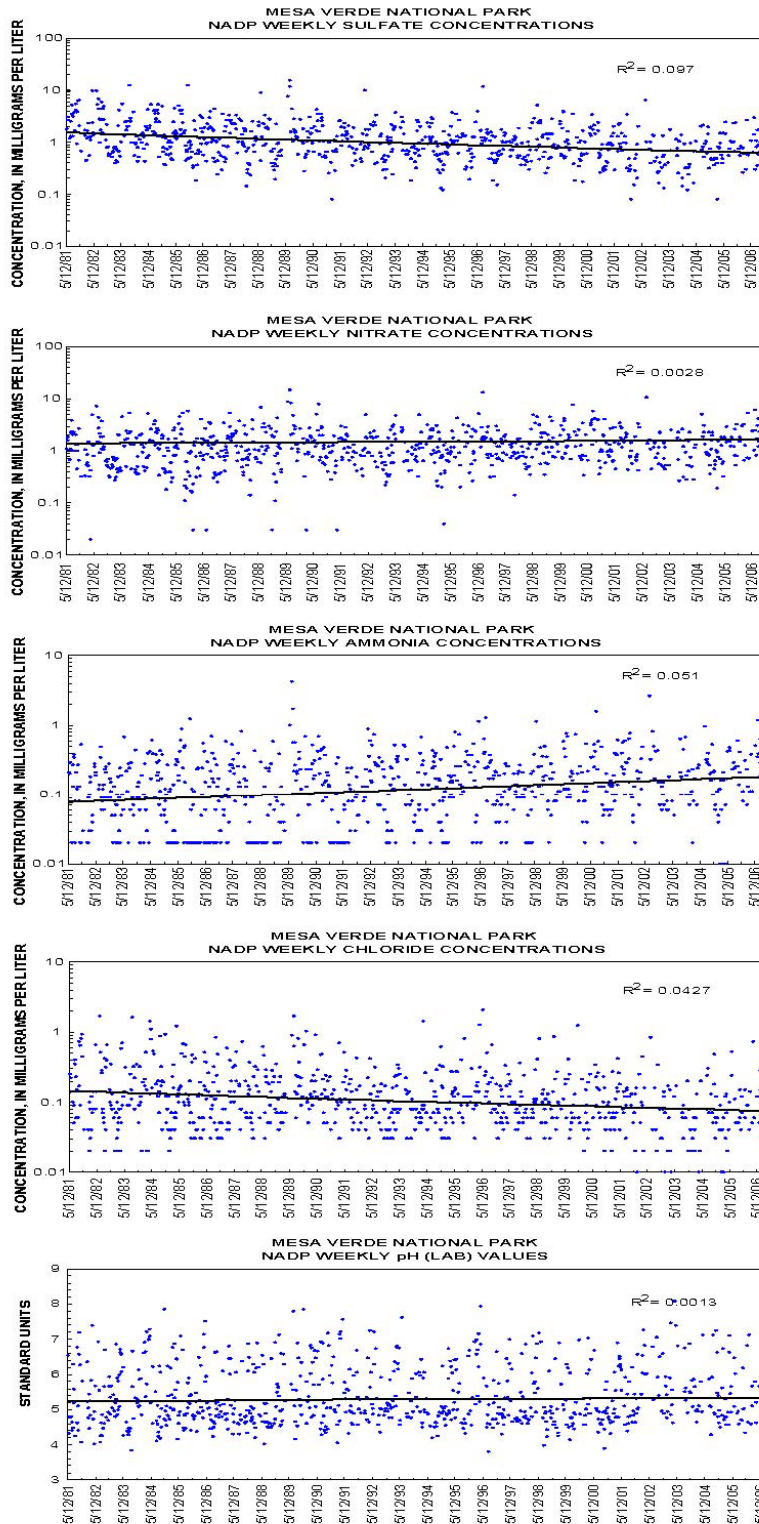 MESA VERDE NATIONAL PARK
NADP WEEKLY SULFATE CONCENTRATIONS
CONCENTRATION, IN MILLIGRAMS PER LITER
100
10
1
0.1
0.01
R2= 0.097
5/12/81 5/12/82 5/12/83 5/12/84 5/12/85 5/12/86 5/12/87 5/12/88 5/12/89 5/12/90 5/12/91 5/12/92 5/12/93 5/12/94 5/12/95 5/12/96 5/12/97 5/12/98 5/12/99 5/12/00 5/12/01 5/12/02 5/12/03 5/12/04 5/12/05 5/12/06
MESA VERDE NATIONAL PARK
NADP WEEKLY NITRATE CONCENTRATIONS
CONCENTRATION, IN MILLIGRAMS PER LITER
100
10
1
0.1
0.01
R2= 0.0028
5/12/81 5/12/82 5/12/83 5/12/84 5/12/85 5/12/86 5/12/87 5/12/88 5/12/89 5/12/90 5/12/91 5/12/92 5/12/93 5/12/94 5/12/95 5/12/96 5/12/97 5/12/98 5/12/99 5/12/00 5/12/01 5/12/02 5/12/03 5/12/04 5/12/05 5/12/06
MESA VERDE NATIONAL PARK
NADP WEEKLY AMMONIA CONCENTRATIONS
CONCENTRATION, IN MILLIGRAMS PER LITER
10
1
0.1
0.01
R2= 0.051
5/12/81 5/12/82 5/12/83 5/12/84 5/12/85 5/12/86 5/12/87 5/12/88 5/12/89 5/12/90 5/12/91 5/12/92 5/12/93 5/12/94 5/12/95 5/12/96 5/12/97 5/12/98 5/12/99 5/12/00 5/12/01 5/12/02 5/12/03 5/12/04 5/12/05 5/12/06
MESA VERDE NATIONAL PARK
NADP WEEKLY CHLORIDE CONCENTRATIONS
CONCENTRATION, IN MILLIGRAMS PER LITER
10
1
0.1
0.01
R2= 0.0427
5/12/81 5/12/82 5/12/83 5/12/84 5/12/85 5/12/86 5/12/87 5/12/88 5/12/89 5/12/90 5/12/91 5/12/92 5/12/93 5/12/94 5/12/95 5/12/96 5/12/97 5/12/98 5/12/99 5/12/00 5/12/01 5/12/02 5/12/03 5/12/04 5/12/05 5/12/06
MESA VERDE NATIONAL PARK
NADP WEEKLY pH (LAB) VALUES
STANDARD UNITS
9
8
7
6
5
4
3
R2= 0.0013
5/12/81 5/12/82 5/12/83 5/12/84 5/12/85 5/12/86 5/12/87 5/12/88 5/12/89 5/12/90 5/12/91 5/12/92 5/12/93 5/12/94 5/12/95 5/12/96 5/12/97 5/12/98 5/12/99 5/12/00 5/12/01 5/12/02 5/12/03 5/12/04 5/12/05